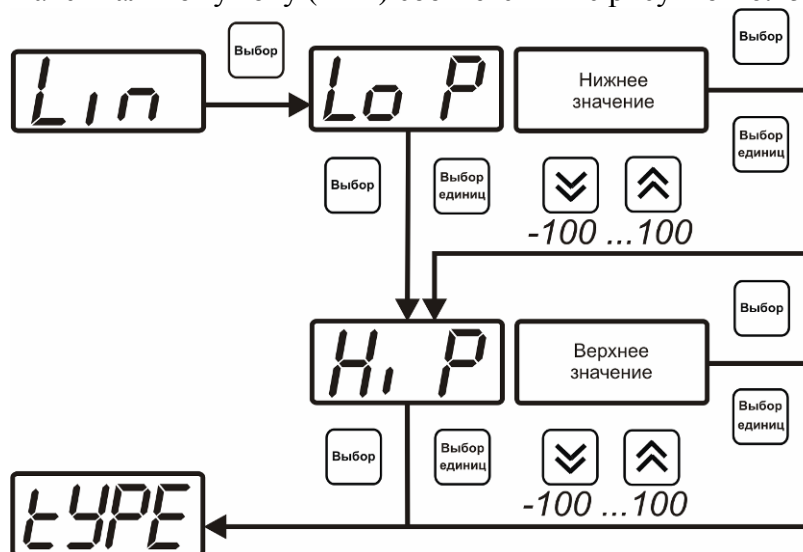 Выбор
Выбор
Lin
Lo P
Нижнее
значение
Выбор
единиц
Выбор
Выбор
единиц
-100 ...100
Выбор
Hi P
Верхнее
значение
Выбор
единиц
Выбор
Выбор
единиц
-100 ...100
tYPE